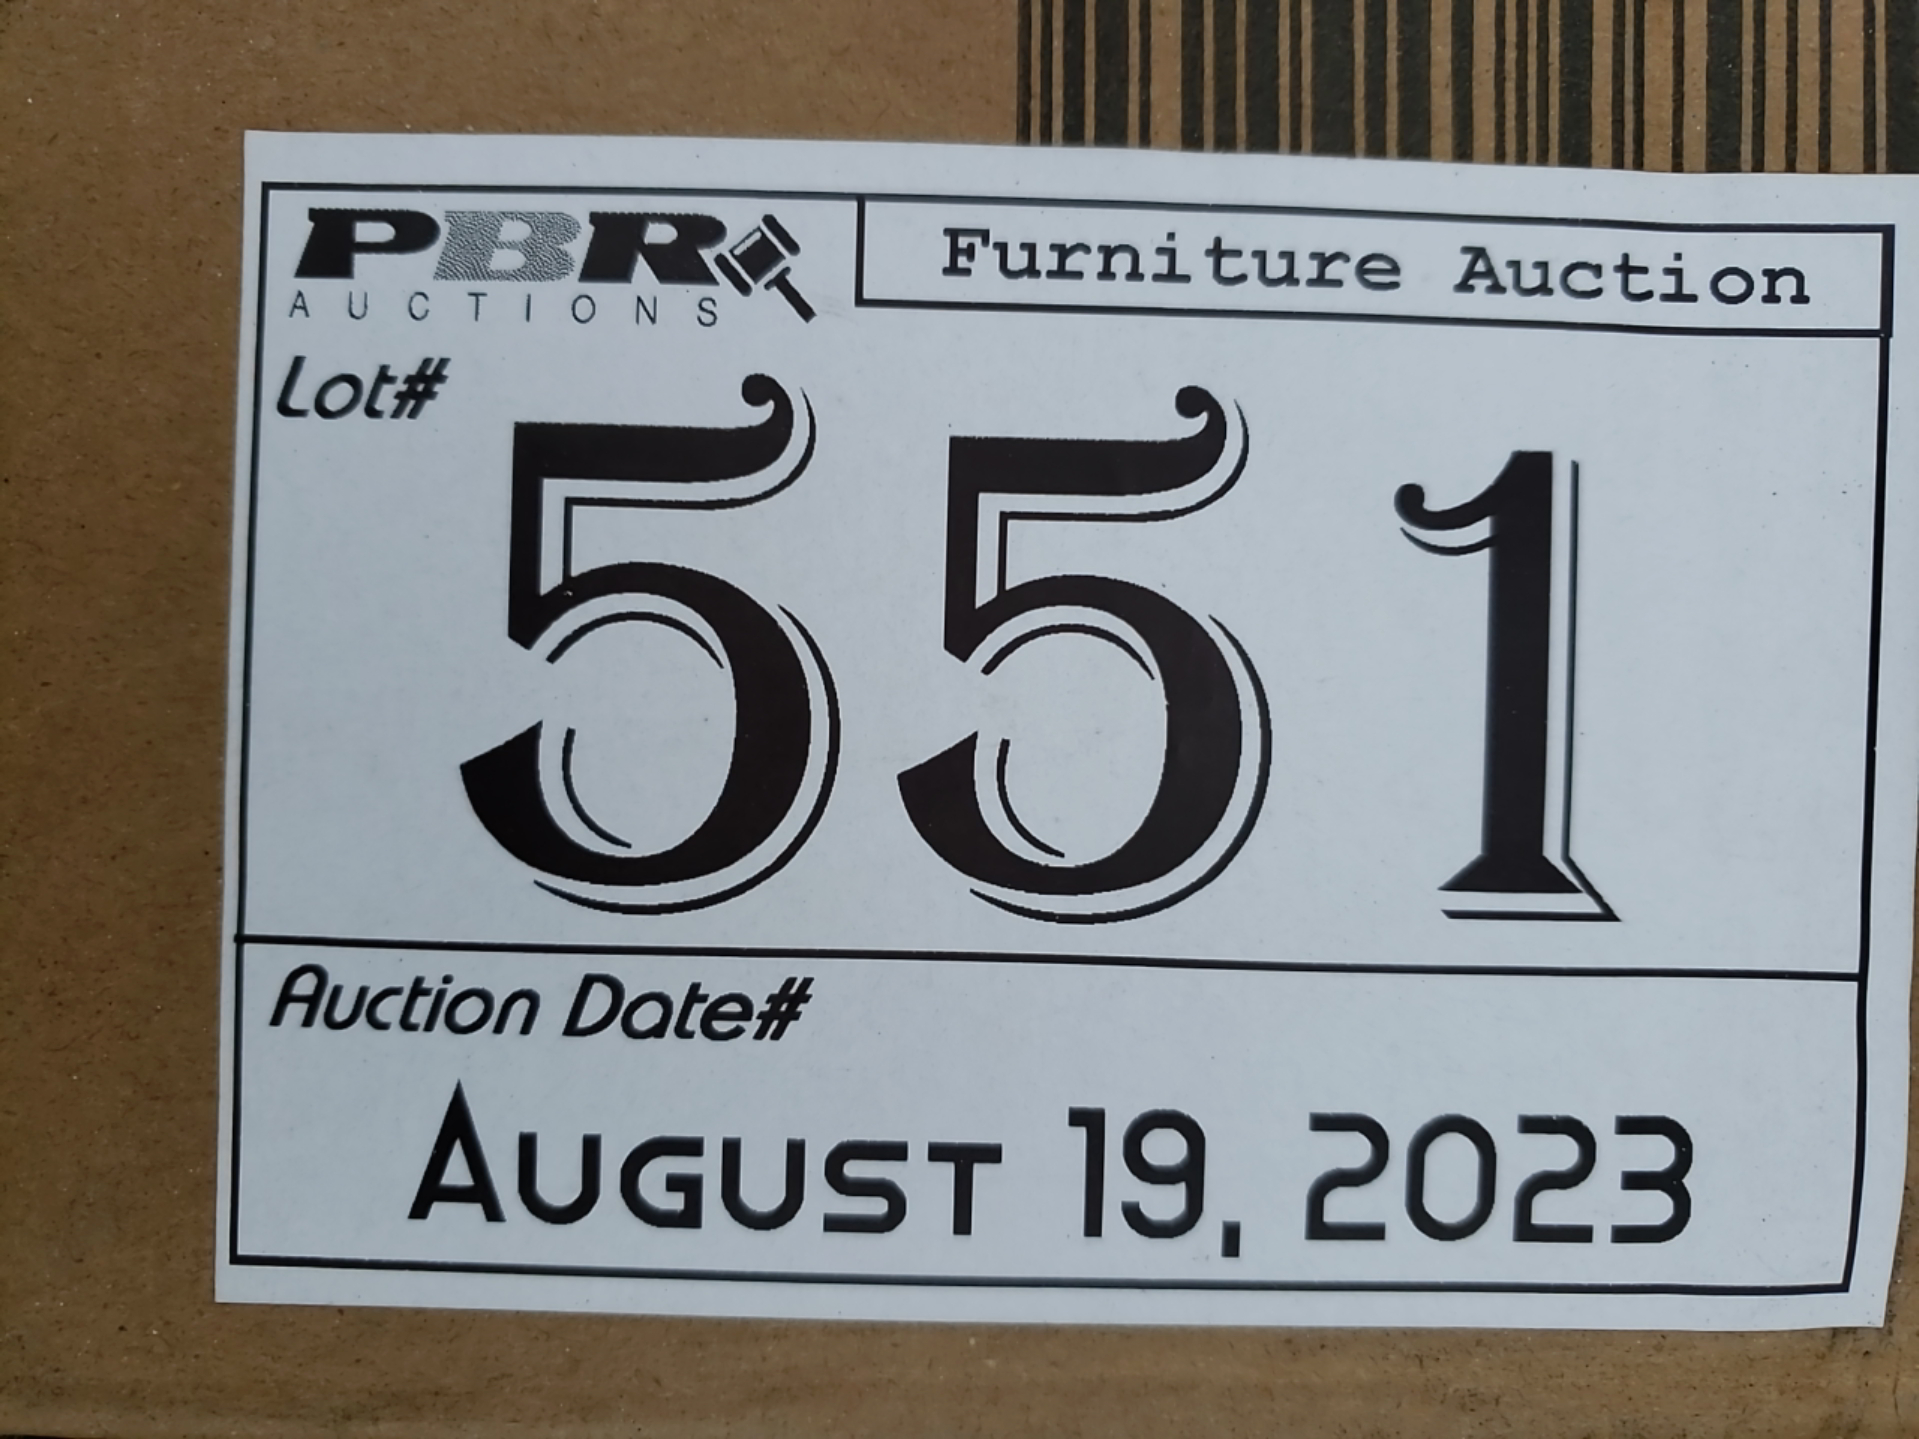 PBR
AUCTIONS
Furniture Auction
Lot#
551
Auction Date#
August 19, 2023